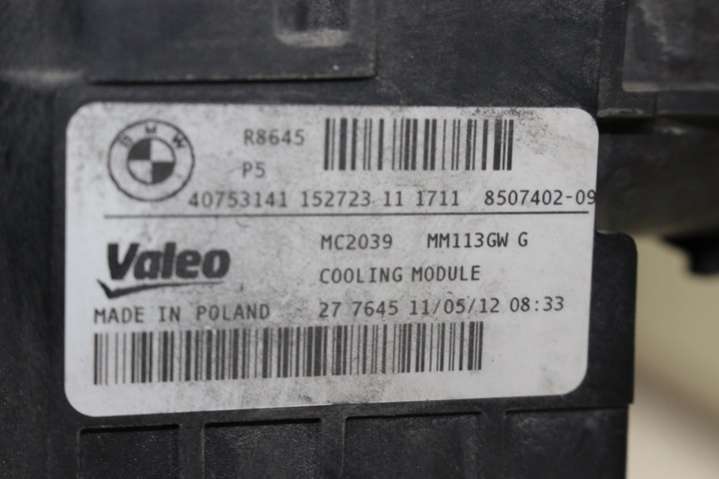 BMW
R8645
P5
40753141 152723 11 1711 8507402-09
Valeo
MC2039 MM113GW G
COOLING MODULE
MADE IN POLAND 27 7645 11/05/12 08:33